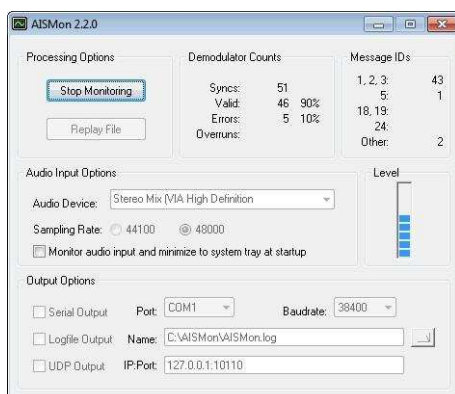 AISMon 2.2.0
Processing Options
Stop Monitoring
Replay File
Demodulator Counts
Syncs: 51
Valid: 46 90%
Errors: 5 10%
Overruns:
Message IDs
1, 2, 3: 43
5: 1
18, 19:
24:
Other: 2
Audio Input Options
Audio Device: Stereo Mix (VIA High Definition
Sampling Rate: 44100 48000
Monitor audio input and minimize to system tray at startup
Level
Output Options
Serial Output Port: COM1 Baudrate: 38400
Logfile Output Name: C:\AISMon\AISMon.log
UDP Output IP:Port: 127.0.0.1:10110